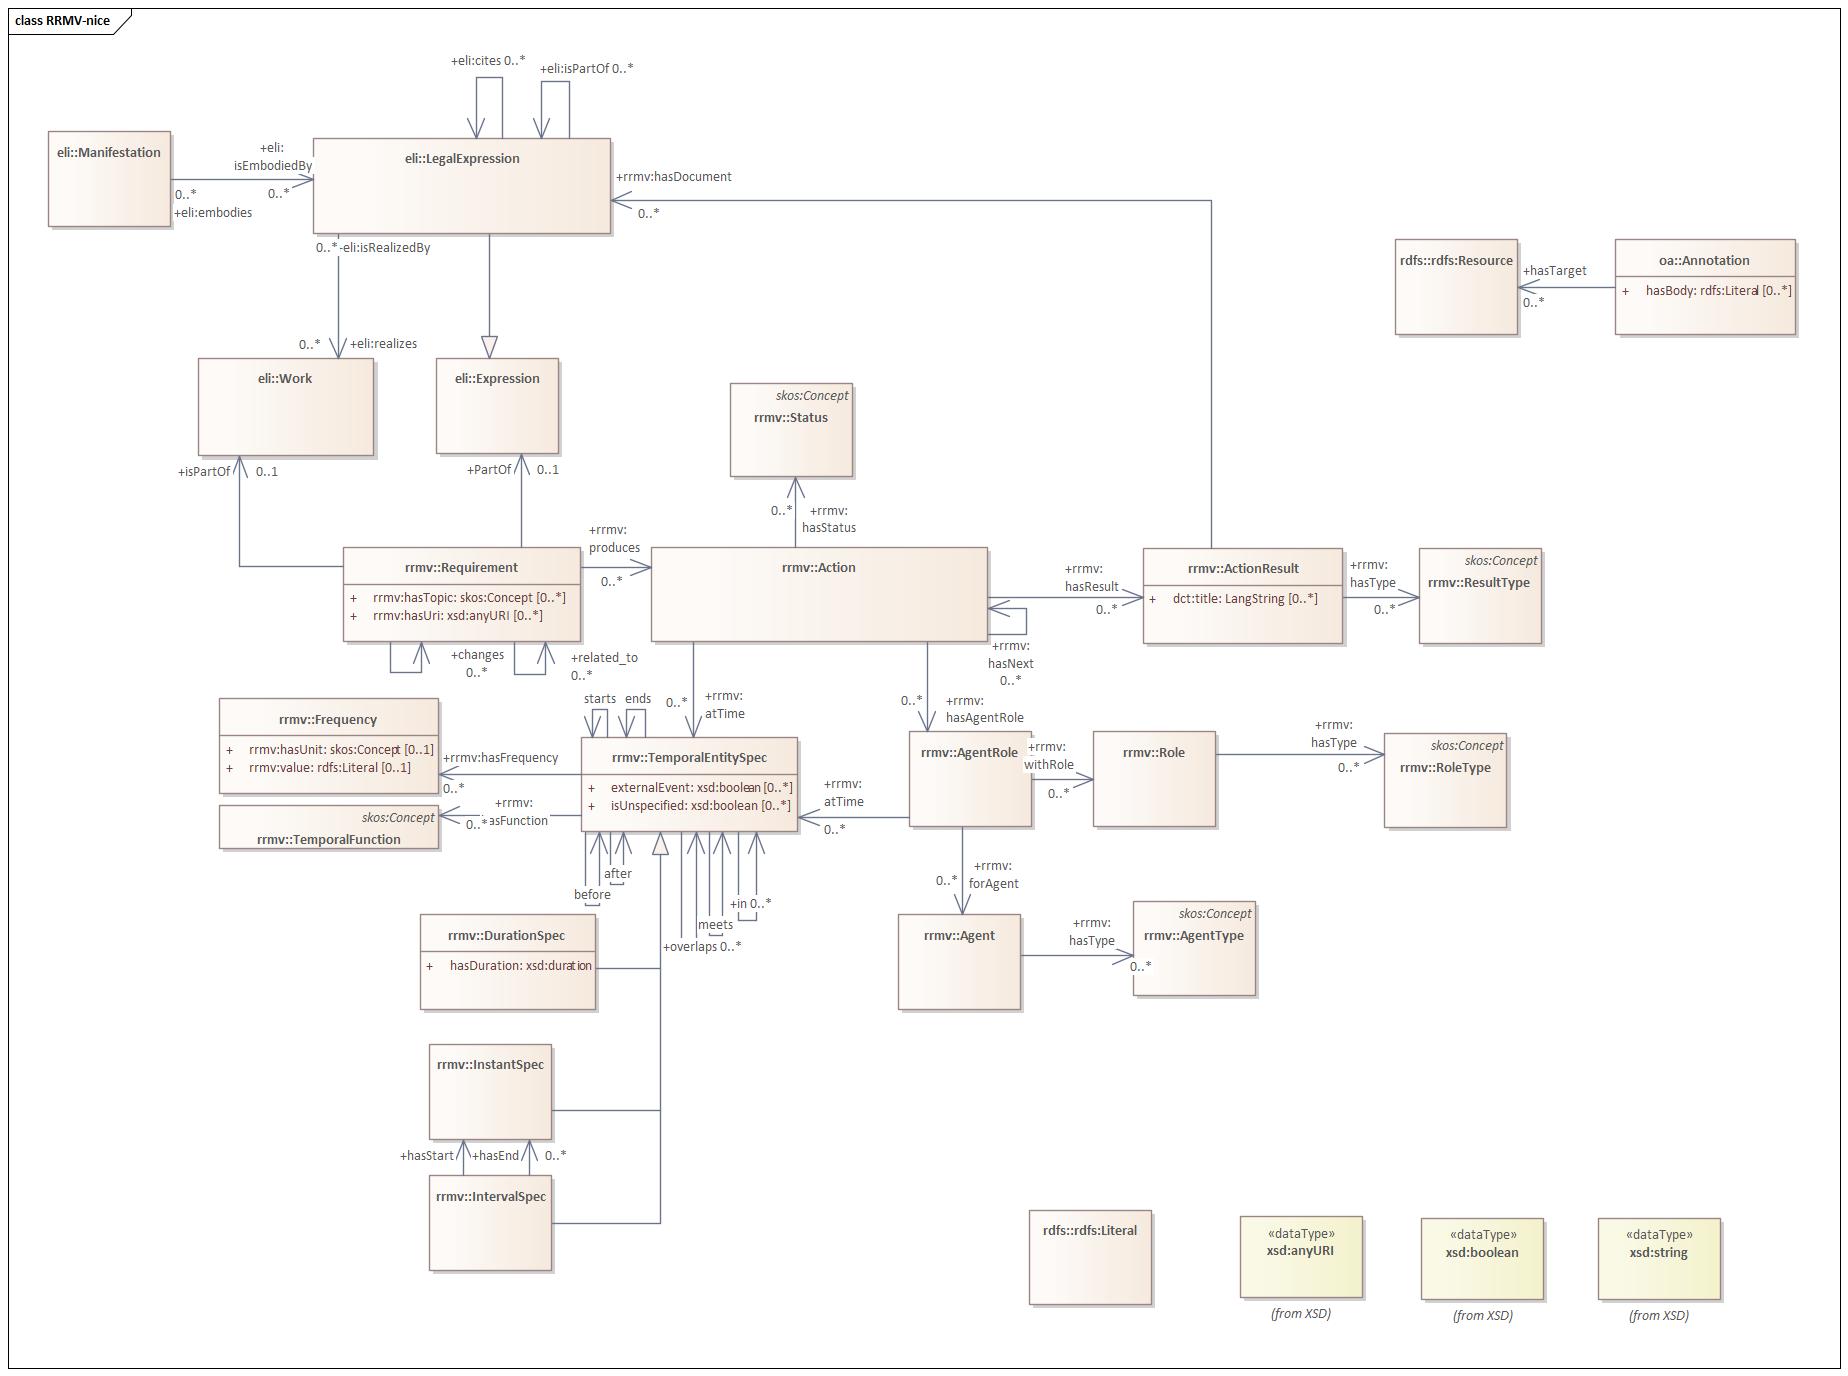 class RRMV-nice
+eli:cites 0..*
+eli:isPartOf 0..*
eli::Manifestation
+eli:
isEmbodiedBy
0..*
0..*
+eli:embodies
eli::LegalExpression
+rrmv:hasDocument
0..*
0..*
-eli:isRealizedBy
0..*
+eli:realizes
rdfs::rdfs:Resource
+hasTarget
0..*
oa::Annotation
+ hasBody: rdfs:Literal [0..*]
eli::Work
eli::Expression
skos:Concept
rrmv::Status
+isPartOf
0..1
+PartOf
0..1
0..*
+rrmv:
hasStatus
+rrmv:
produces
0..*
rrmv::Requirement
+ rrmv:hasTopic: skos:Concept [0..*]
+ rrmv:hasUri: xsd:anyURI [0..*]
rrmv::Action
+rrmv:
hasResult
0..*
rrmv::ActionResult
+ dct:title: LangString [0..*]
+rrmv:
hasType
0..*
skos:Concept
rrmv::ResultType
+changes
0..*
+related_to
0..*
+rrmv:
hasNext
0..*
starts
ends
0..*
+rrmv:
atTime
0..*
+rrmv:
hasAgentRole
rrmv::Frequency
+ rrmv:hasUnit: skos:Concept [0..1]
+ rrmv:value: rdfs:Literal [0..1]
+rrmv:hasFrequency
0..*
rrmv::TemporalEntitySpec
+ externalEvent: xsd:boolean [0..*]
+ isUnspecified: xsd:boolean [0..*]
+rrmv:
atTime
0..*
rrmv::AgentRole
+rrmv:
withRole
0..*
rrmv::Role
+rrmv:
hasType
0..*
skos:Concept
rrmv::RoleType
skos:Concept
rrmv::TemporalFunction
+rrmv:
asFunction
0..*
before
after
+overlaps 0..*
meets
+in 0..*
0..*
+rrmv:
forAgent
rrmv::DurationSpec
+ hasDuration: xsd:duration
rrmv::Agent
+rrmv:
hasType
0..*
skos:Concept
rrmv::AgentType
rrmv::InstantSpec
+hasStart
+hasEnd
0..*
rrmv::IntervalSpec
rdfs::rdfs:Literal
«dataType»
xsd:anyURI
(from XSD)
«dataType»
xsd:boolean
(from XSD)
«dataType»
xsd:string
(from XSD)